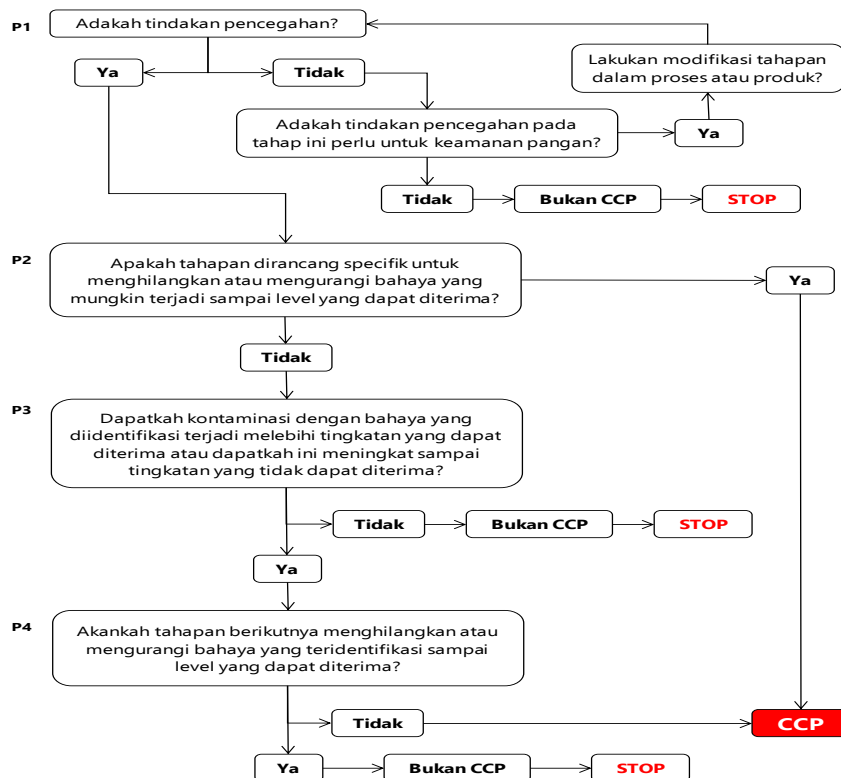 P1
Adakah tindakan pencegahan?
Lakukan modifikasi tahapan
dalam proses atau produk?
Ya
Tidak
Adakah tindakan pencegahan pada
tahap ini perlu untuk keamanan pangan?
Ya
Tidak
Bukan CCP
STOP
P2
Apakah tahapan dirancang specifik untuk
menghilangkan atau mengurangi bahaya yang
mungkin terjadi sampai level yang dapat diterima?
Ya
Tidak
P3
Dapatkah kontaminasi dengan bahaya yang
diidentifikasi terjadi melebihi tingkatan yang dapat
diterima atau dapatkah ini meningkat sampai
tingkatan yang tidak dapat diterima?
Tidak
Bukan CCP
STOP
Ya
P4
Akankah tahapan berikutnya menghilangkan atau
mengurangi bahaya yang teridentifikasi sampai
level yang dapat diterima?
Tidak
CCP
Ya
Bukan CCP
STOP